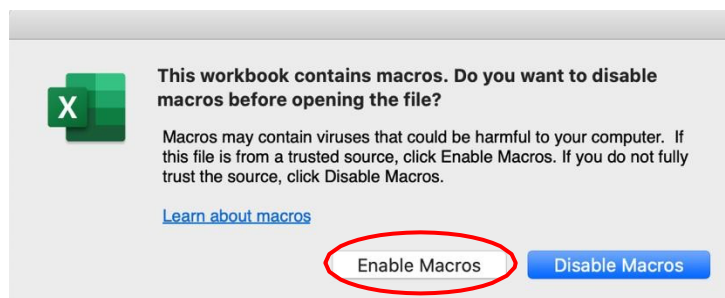 This workbook contains macros. Do you want to disable
macros before opening the file?
X
Macros may contain viruses that could be harmful to your computer. If
this file is from a trusted source, click Enable Macros. If you do not fully
trust the source, click Disable Macros.
Learn about macros
Enable Macros
Disable Macros